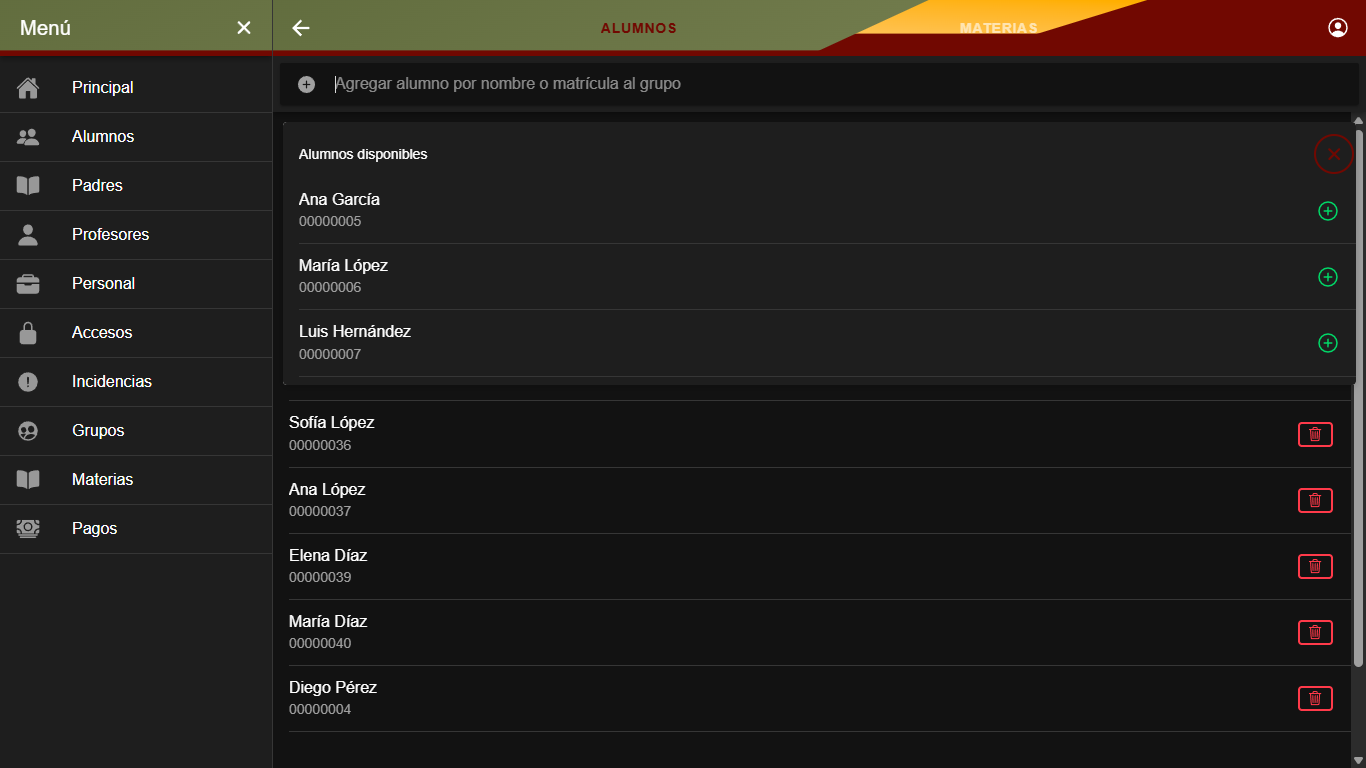 Menú
Principal
Alumnos
Padres
Profesores
Personal
Accesos
Incidencias
Grupos
Materias
Pagos
ALUMNOS
MATERIAS
Agregar alumno por nombre o matrícula al grupo
Alumnos disponibles
Ana García
00000005
María López
00000006
Luis Hernández
00000007
Sofía López
00000036
Ana López
00000037
Elena Díaz
00000039
María Díaz
00000040
Diego Pérez
00000004